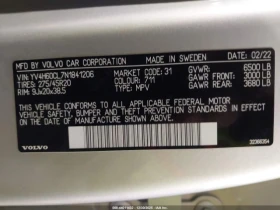 MFD BY VOLVO CAR CORPORATION MADE IN SWEDEN 02/22
VIN: YV4H600L7N1841206 MARKET CODE: 31 GVWR: 6500 LB
TIRES: 275/45R20 COLOUR: 711 GAWR FRONT: 3000 LB
RIM: 9Jx20x38.5 TYPE: MPV GAWR REAR: 3680 LB
THIS VEHICLE CONFORMS TO ALL APPLICABLE U.S. FEDERAL MOTOR
VEHICLE SAFETY, BUMPER AND THEFT PREVENTION STANDARDS IN EFFECT
ON THE DATE OF MANUFACTURE SHOWN ABOVE.
VOLVO